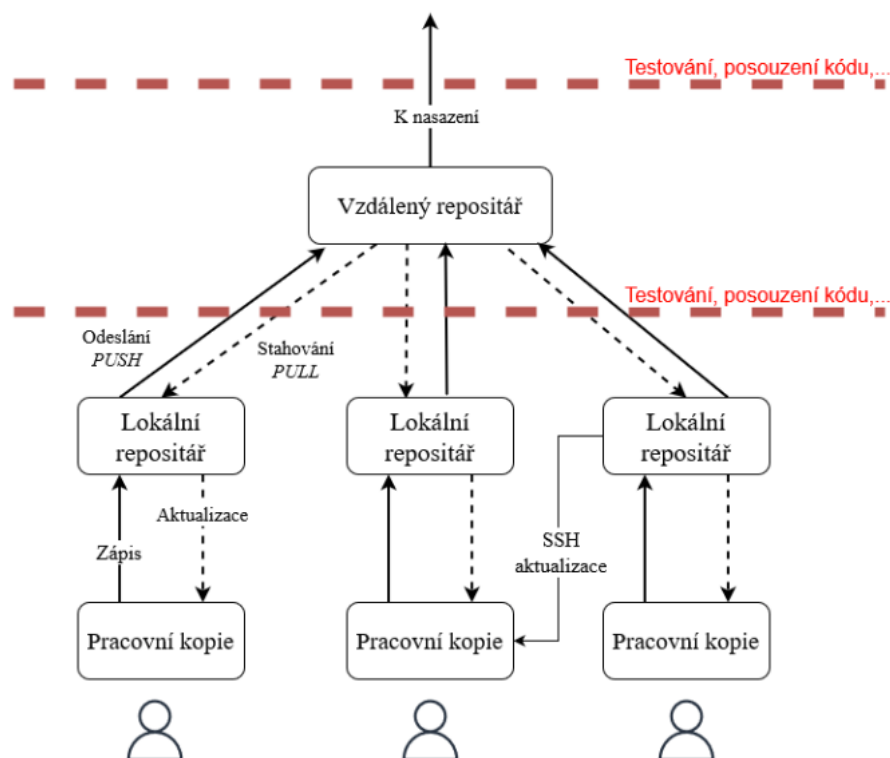 Testování, posouzení kódu,...
K nasazení
Vzdálený repositář
Testování, posouzení kódu,...
Odeslání
PUSH
Stahování
PULL
Lokální
repositář
Lokální
repositář
Lokální
repositář
Aktualizace
Zápis
SSH
aktualizace
Pracovní kopie
Pracovní kopie
Pracovní kopie